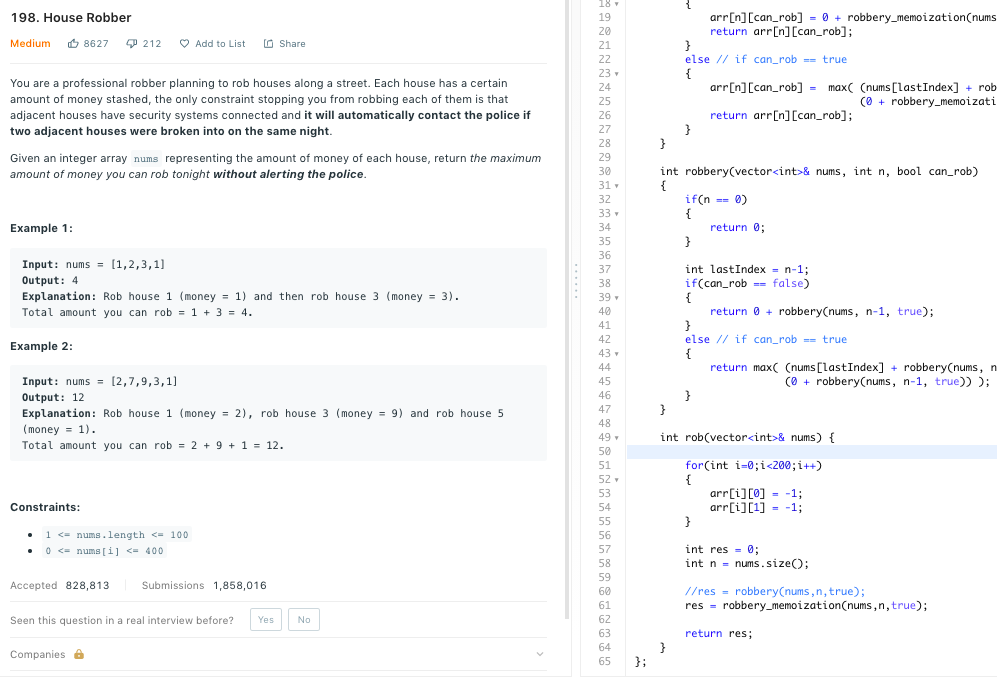 198. House Robber
Medium 8627 212 Add to List Share
You are a professional robber planning to rob houses along a street. Each house has a certain
amount of money stashed, the only constraint stopping you from robbing each of them is that
adjacent houses have security systems connected and it will automatically contact the police if
two adjacent houses were broken into on the same night.
Given an integer array nums representing the amount of money of each house, return the maximum
amount of money you can rob tonight without alerting the police.
Example 1:
Input: nums = [1,2,3,1]
Output: 4
Explanation: Rob house 1 (money = 1) and then rob house 3 (money = 3).
Total amount you can rob = 1 + 3 = 4.
Example 2:
Input: nums = [2,7,9,3,1]
Output: 12
Explanation: Rob house 1 (money = 2), rob house 3 (money = 9) and rob house 5
(money = 1).
Total amount you can rob = 2 + 9 + 1 = 12.
Constraints:
• 1 <= nums.length <= 100
• 0 <= nums[i] <= 400
Accepted 828,813 Submissions 1,858,016
Seen this question in a real interview before? Yes No
Companies
18 {
19 arr[n][can_rob] = 0 + robbery_memoization(nums
20 return arr[n][can_rob];
21 }
22 else // if can_rob == true
23 {
24 arr[n][can_rob] = max( (nums[lastIndex] + rob
25 (0 + robbery_memoizati
26 return arr[n][can_rob];
27 }
28 }
29
30 int robbery(vector<int>& nums, int n, bool can_rob)
31 {
32 if(n == 0)
33 {
34 return 0;
35 }
36
37 int lastIndex = n-1;
38 if(can_rob == false)
39 {
40 return 0 + robbery(nums, n-1, true);
41 }
42 else // if can_rob == true
43 {
44 return max( (nums[lastIndex] + robbery(nums, n
45 (0 + robbery(nums, n-1, true)) );
46 }
47 }
48
49 int rob(vector<int>& nums) {
50
51 for(int i=0;i<200;i++)
52 {
53 arr[i][0] = -1;
54 arr[i][1] = -1;
55 }
56
57 int res = 0;
58 int n = nums.size();
59
60 //res = robbery(nums,n,true);
61 res = robbery_memoization(nums,n,true);
62
63 return res;
64 }
65 };